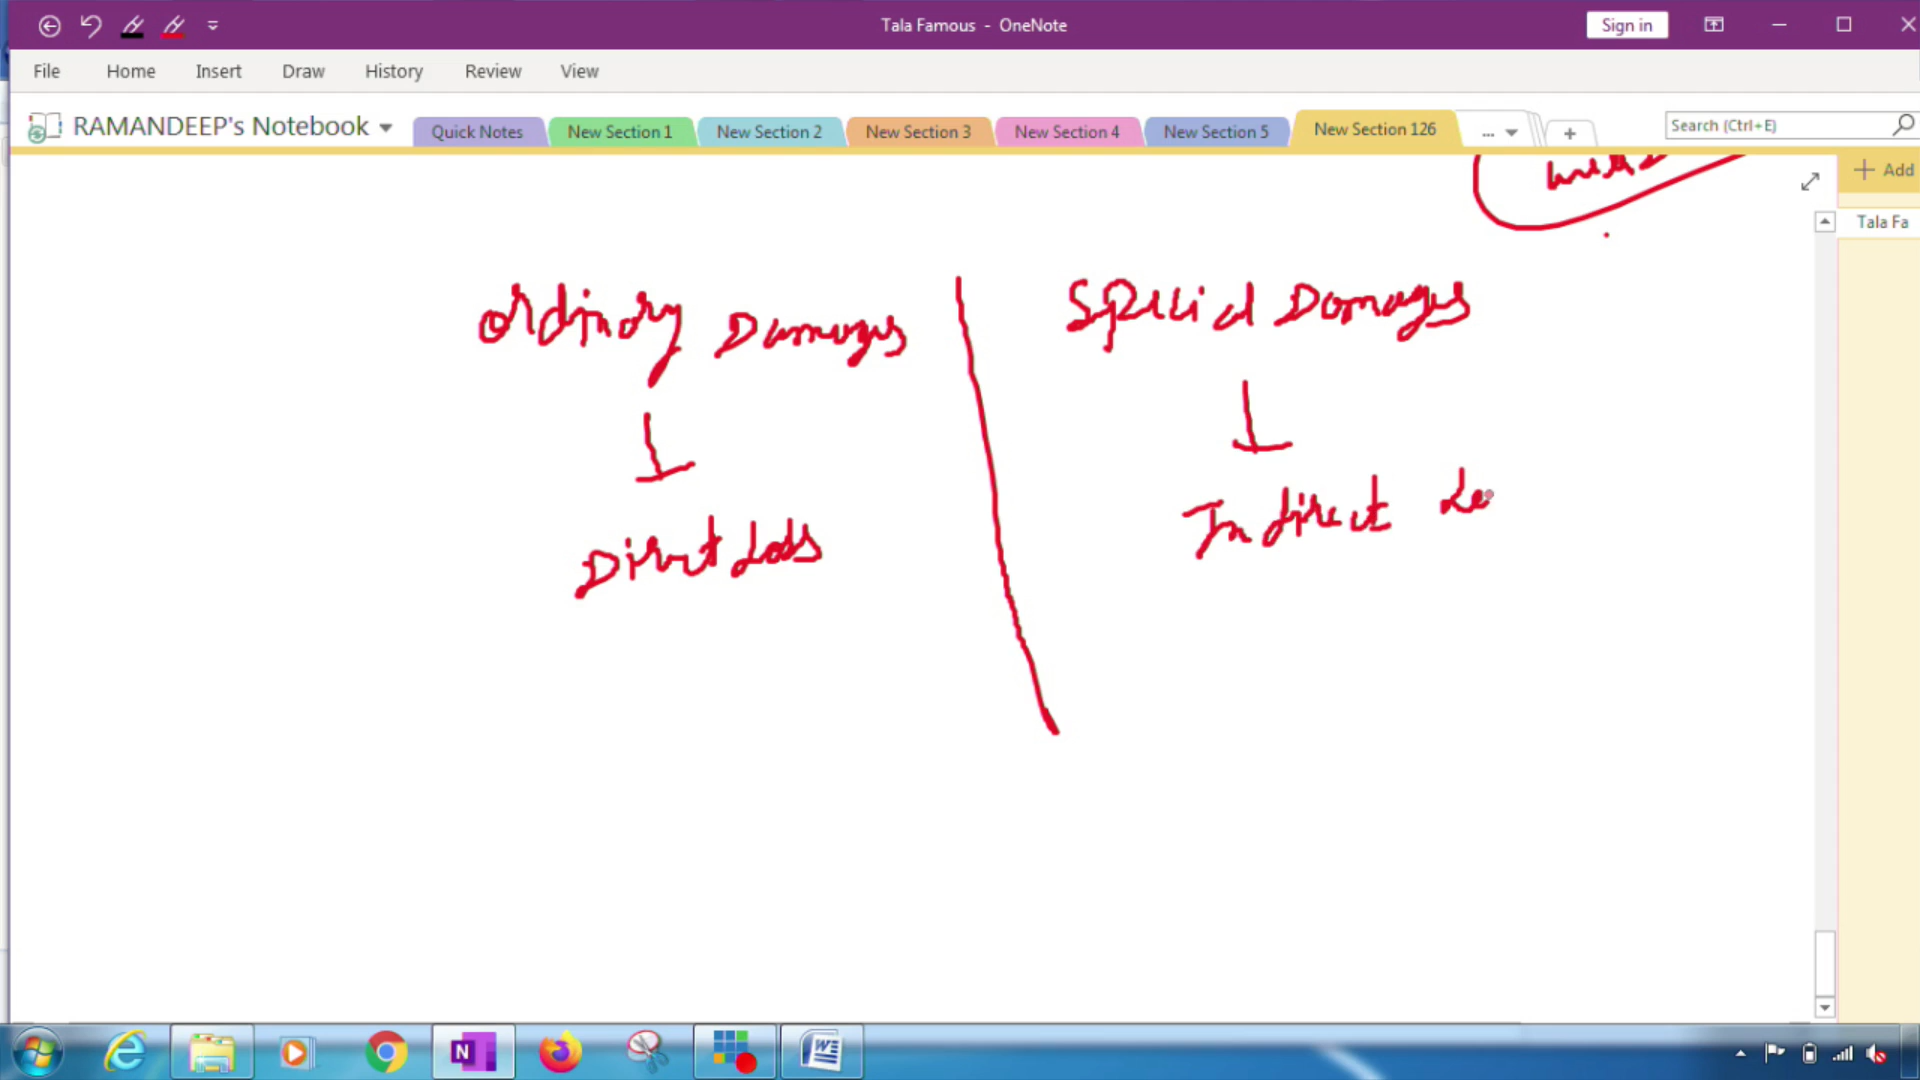 Tala Famous - OneNote
Sign in
File Home Insert Draw History Review View
RAMANDEEP's Notebook
Quick Notes New Section 1 New Section 2 New Section 3 New Section 4 New Section 5 New Section 126 ... +
Search (Ctrl+E)
+ Add
Tala Fa
Ordinary Damages
Special Damages
Direct Loss
Indirect Lo